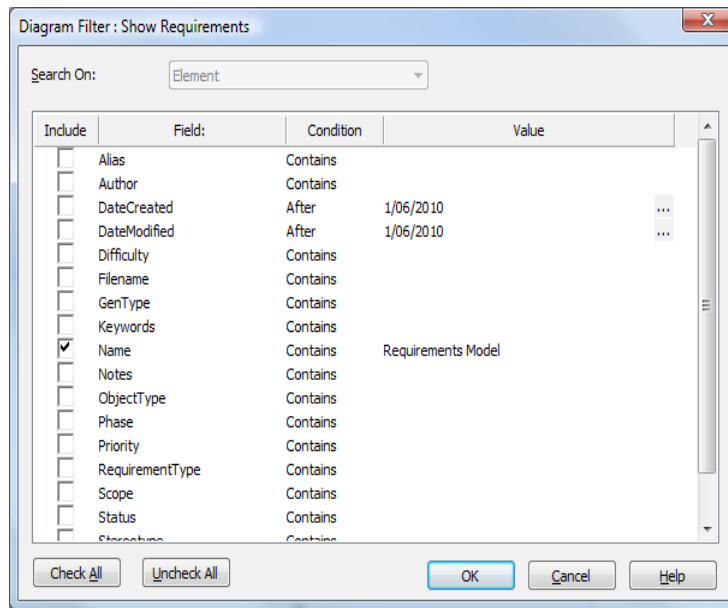 Diagram Filter : Show Requirements
Search On: Element
Include Field: Condition Value
Alias Contains
Author Contains
DateCreated After 1/06/2010 ...
DateModified After 1/06/2010 ...
Difficulty Contains
Filename Contains
GenType Contains
Keywords Contains
Name Contains Requirements Model
Notes Contains
ObjectType Contains
Phase Contains
Priority Contains
RequirementType Contains
Scope Contains
Status Contains
Stereotype Contains
Check All Uncheck All OK Cancel Help